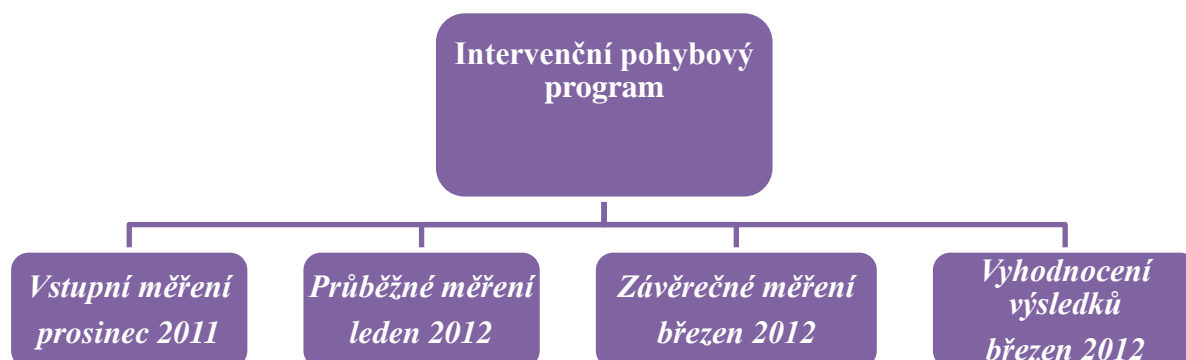 Intervenční pohybový
program
Vstupní měření
prosinec 2011
Průběžné měření
leden 2012
Závěrečné měření
březen 2012
Vyhodnocení
výsledků
březen 2012